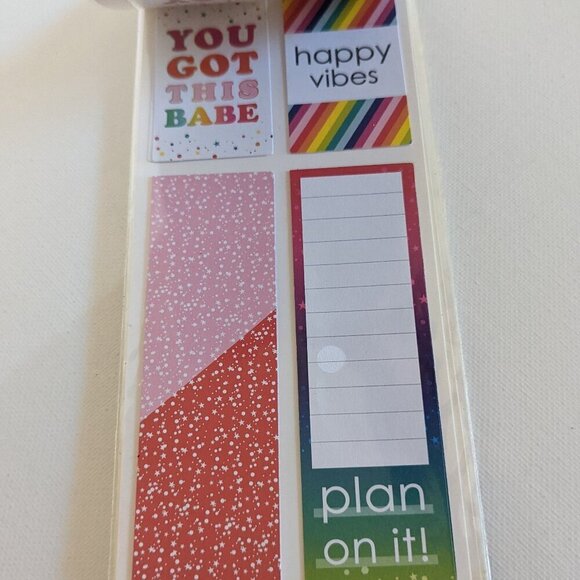 YOU
GOT
THIS
BABE
happy
vibes
plan
on it!